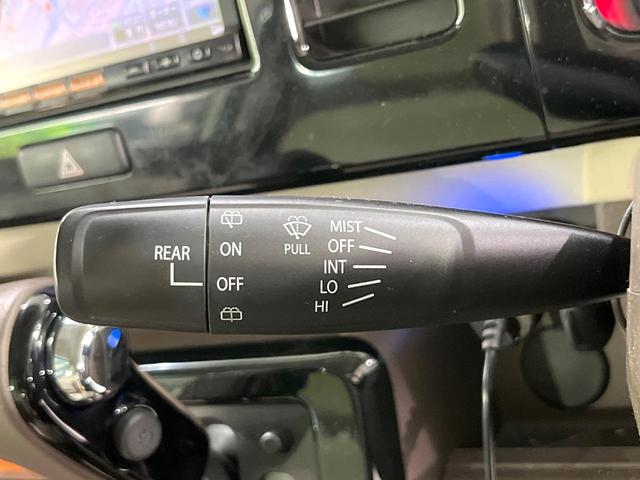 REAR
ON
OFF
PULL
MIST
OFF
INT
LO
HI